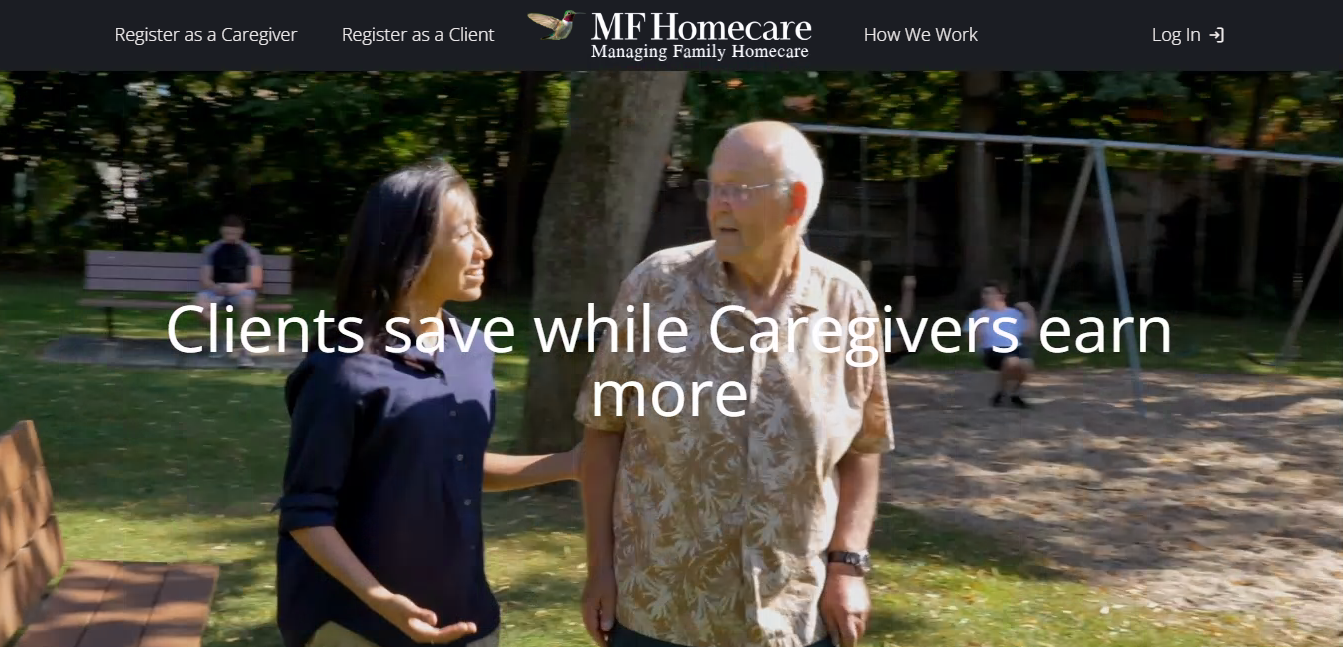 Register as a Caregiver
Register as a Client
MF Homecare
Managing Family Homecare
How We Work
Log In
Clients save while Caregivers earn
more